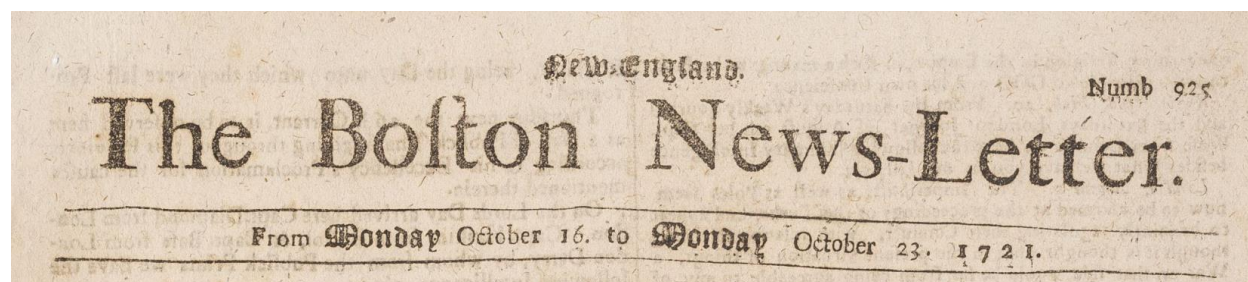 New-England.
Numb 925
The Boſton News-Letter.
From Monday October 16. to Monday October 23. 1721.